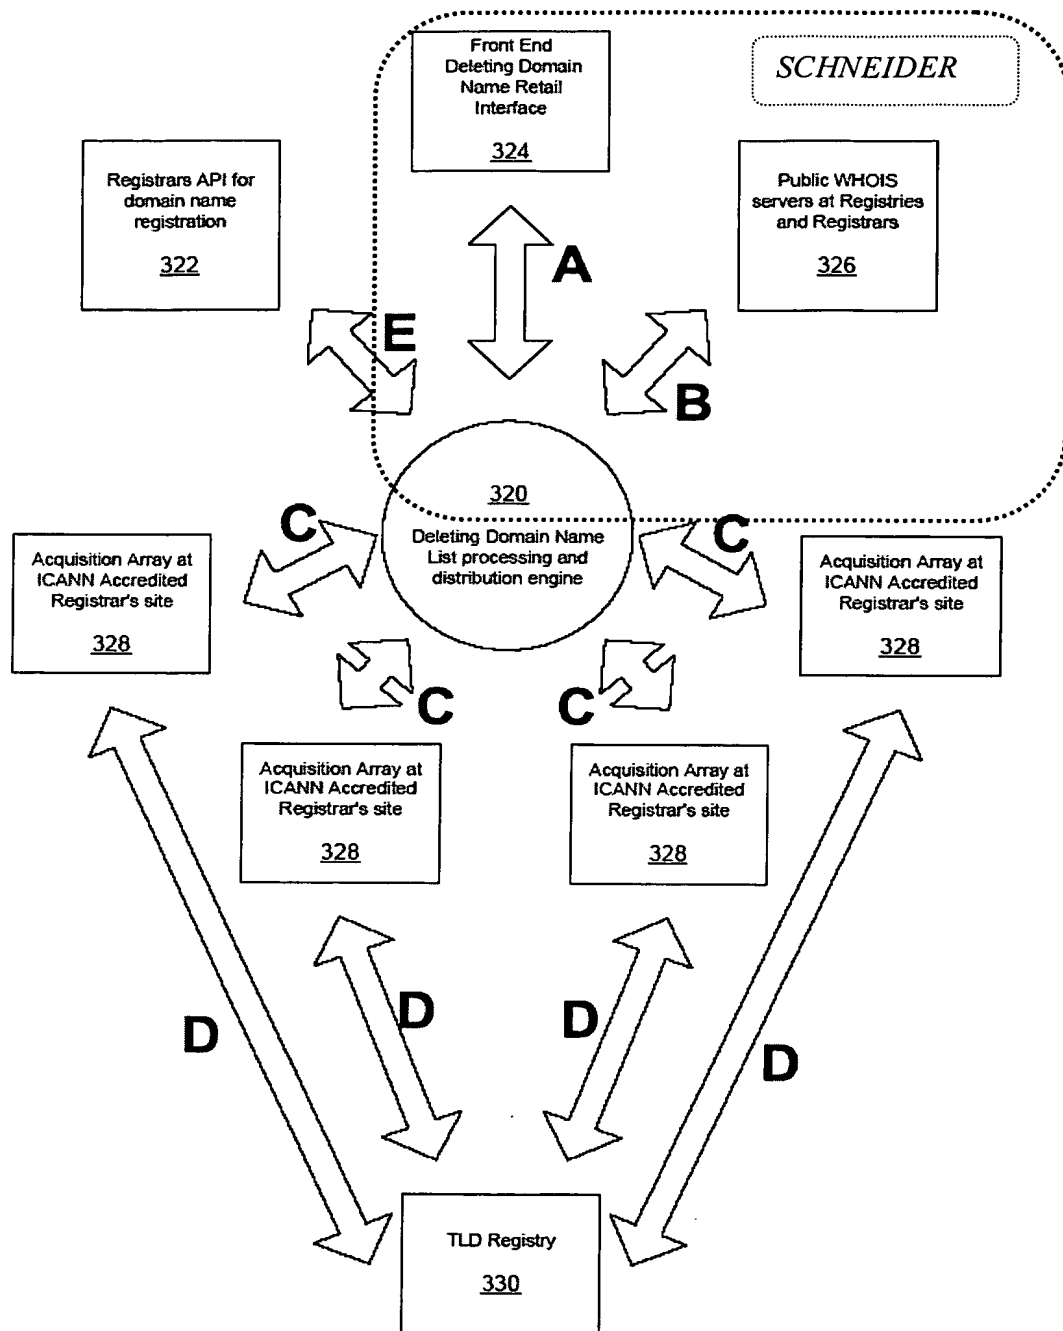 Front End
Deleting Domain
Name Retail
Interface
324
SCHNEIDER
Registrars API for
domain name
registration
322
Public WHOIS
servers at Registries
and Registrars
326
A
E
B
320
Deleting Domain Name
List processing and
distribution engine
C
C
Acquisition Array at
ICANN Accredited
Registrar's site
328
Acquisition Array at
ICANN Accredited
Registrar's site
328
C
C
Acquisition Array at
ICANN Accredited
Registrar's site
328
Acquisition Array at
ICANN Accredited
Registrar's site
328
D
D
D
D
TLD Registry
330